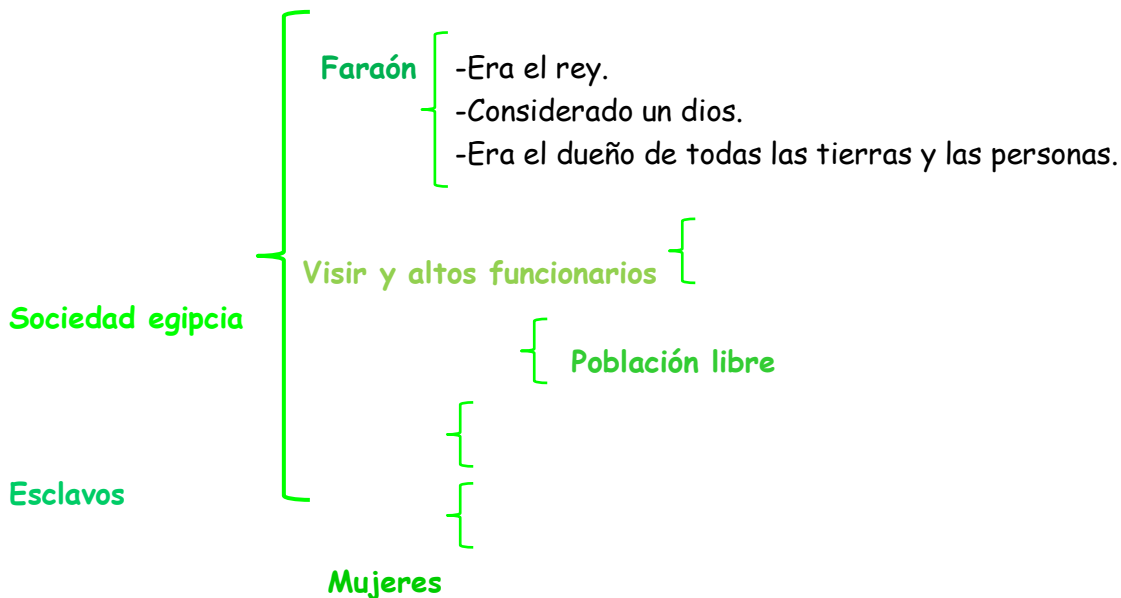 Faraón
-Era el rey.
-Considerado un dios.
-Era el dueño de todas las tierras y las personas.
Visir y altos funcionarios
Sociedad egipcia
Población libre
Esclavos
Mujeres